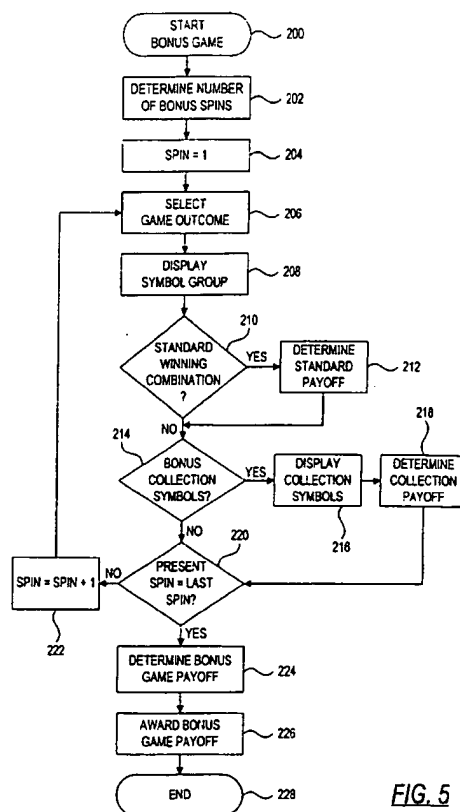 START
BONUS GAME
200
DETERMINE NUMBER
OF BONUS SPINS
202
SPIN = 1
204
SELECT
GAME OUTCOME
206
DISPLAY
SYMBOL GROUP
208
210
STANDARD
WINNING
COMBINATION
?
YES
DETERMINE
STANDARD
PAYOFF
212
NO
214
BONUS
COLLECTION
SYMBOLS?
YES
DISPLAY
COLLECTION
SYMBOLS
216
218
DETERMINE
COLLECTION
PAYOFF
NO
220
PRESENT
SPIN = LAST
SPIN?
NO
SPIN = SPIN + 1
222
YES
DETERMINE BONUS
GAME PAYOFF
224
AWARD BONUS
GAME PAYOFF
226
END
228
FIG. 5